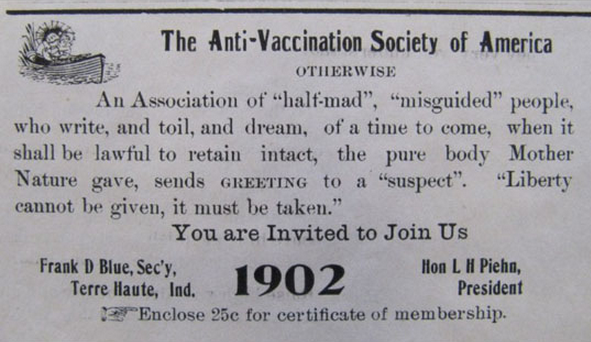 The Anti-Vaccination Society of America
OTHERWISE
An Association of “half-mad”, “misguided” people,
who write, and toil, and dream, of a time to come, when it
shall be lawful to retain intact, the pure body Mother
Nature gave, sends GREETING to a “suspect”. “Liberty
cannot be given, it must be taken.”
You are Invited to Join Us
Frank D Blue, Sec’y,
Terre Haute, Ind.
1902
Hon L H Piehn,
President
Enclose 25c for certificate of membership.